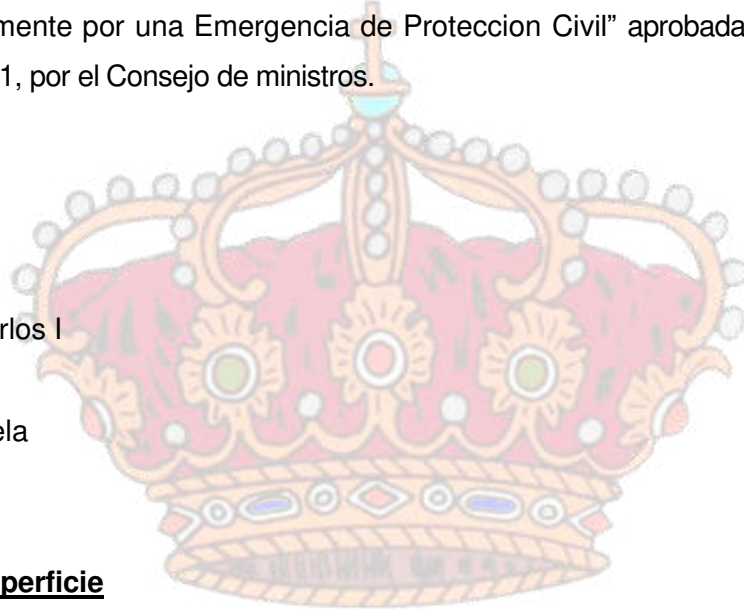 mente por una Emergencia de Proteccion Civil” aprobada
1, por el Consejo de ministros.
rlos I
ela
perficie